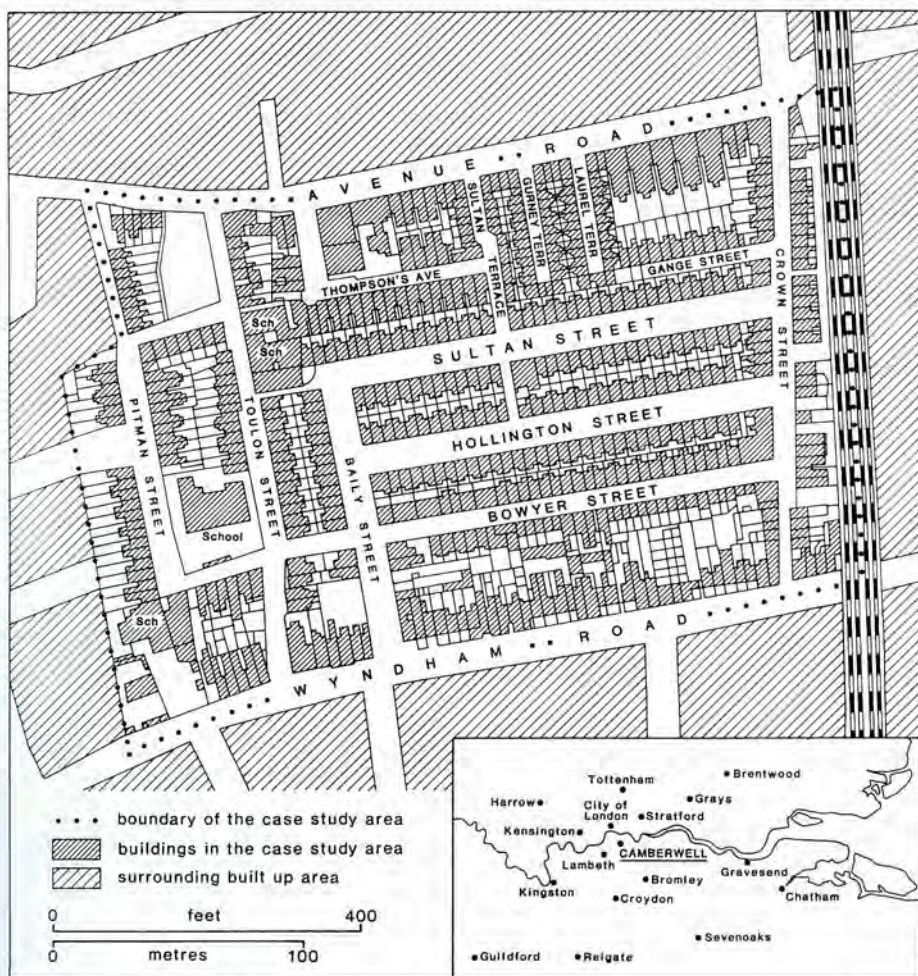 AVENUE ROAD
SULTAN TERRACE
GURNEY TERR
LAUREL TERR
THOMPSON'S AVE
GANGE STREET
CROWN STREET
Sch
Sch
SULTAN STREET
PITMAN STREET
TOULON STREET
HOLLINGTON STREET
BAILY STREET
BOWYER STREET
School
Sch
WYNDHAM ROAD
boundary of the case study area
buildings in the case study area
surrounding built up area
0 feet 400
0 metres 100
Brentwood
Tottenham
Harrow
City of
London
Grays
Stratford
Kensington
CAMBERWELL
Lambeth
Gravesend
Kingston
Bromley
Chatham
Croydon
Sevenoaks
Guildford
Reigate